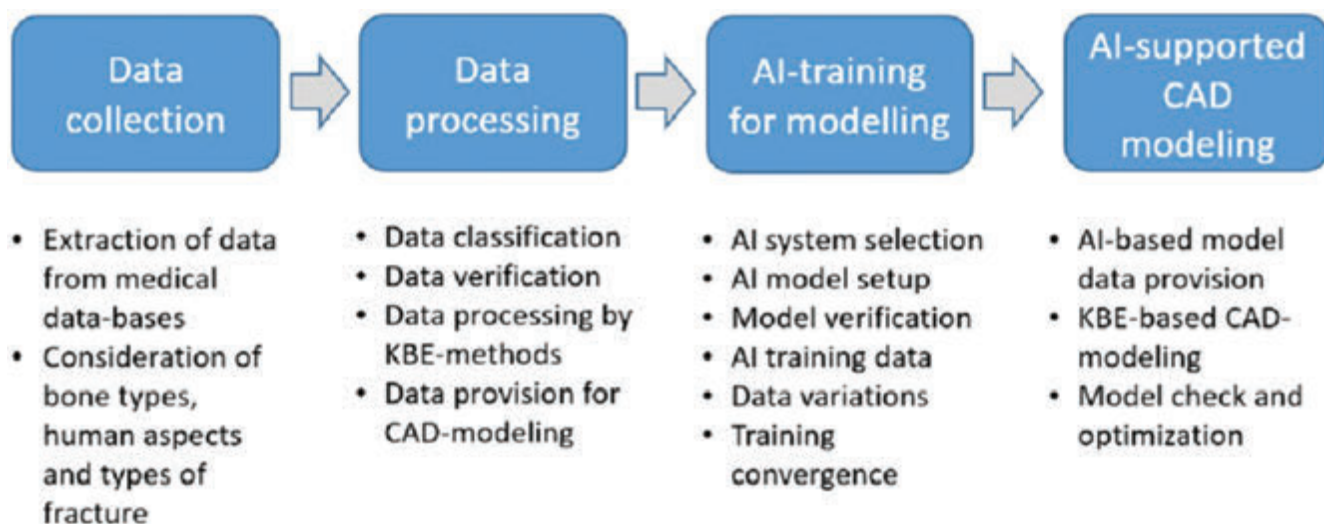 Data
collection
Data
processing
AI-training
for modelling
AI-supported
CAD
modeling
• Extraction of data
from medical
data-bases
• Consideration of
bone types,
human aspects
and types of
fracture
• Data classification
• Data verification
• Data processing by
KBE-methods
• Data provision for
CAD-modeling
• AI system selection
• AI model setup
• Model verification
• AI training data
• Data variations
• Training
convergence
• AI-based model
data provision
• KBE-based CAD-
modeling
• Model check and
optimization